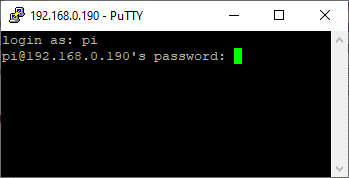 192.168.0.190 - PuTTY
login as: pi
pi@192.168.0.190's password: